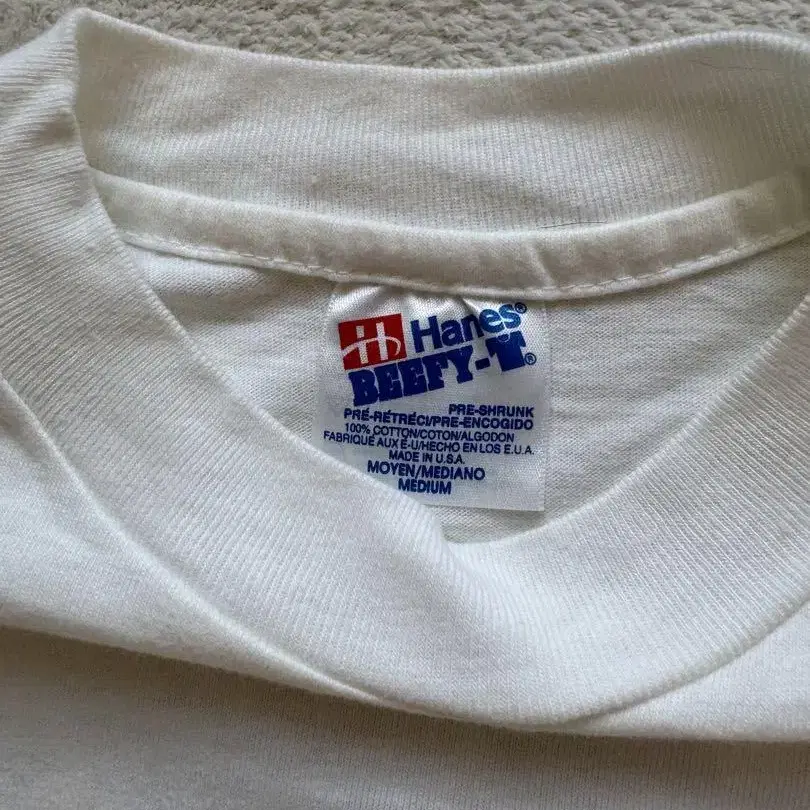 Hanes®
BEEFY-T®
PRE-SHRUNK
PRÉ-RÉTRÉCI/PRE-ENCOGIDO
100% COTTON/COTON/ALGODON
FABRIQUÉ AUX É-U/HECHO EN LOS E.U.A.
MADE IN U.S.A.
MOYEN/MEDIANO
MEDIUM